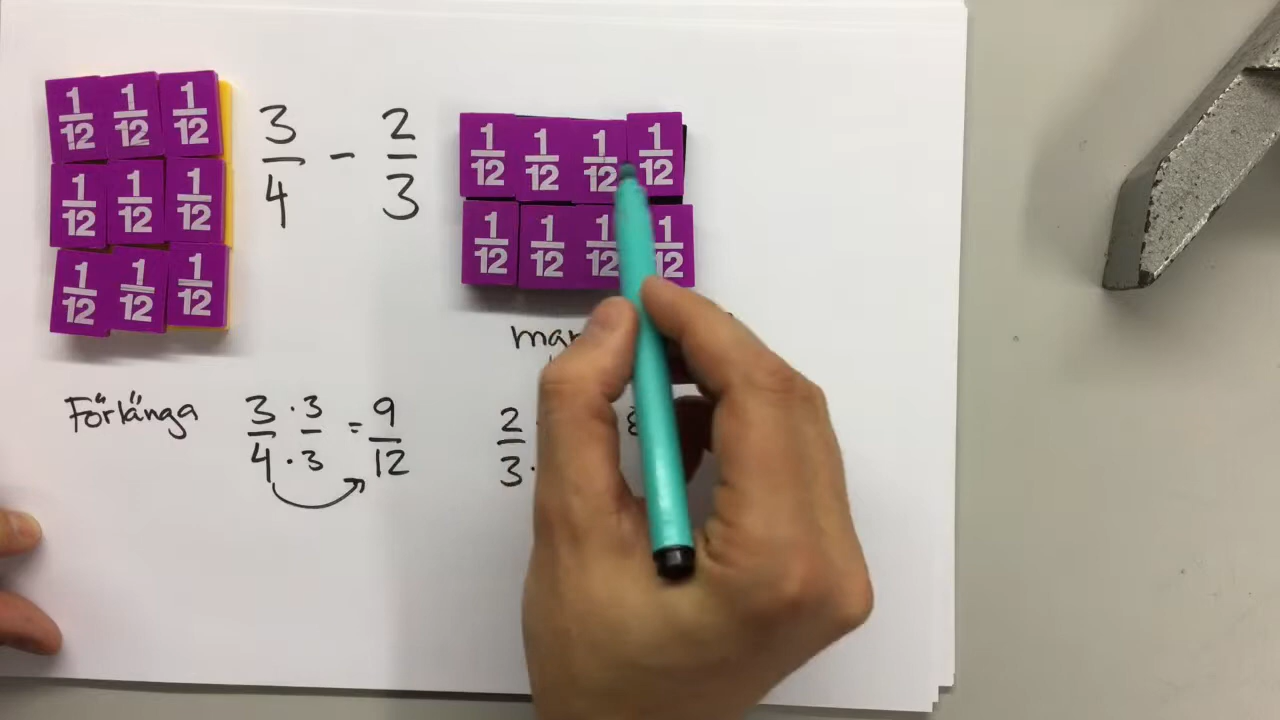 1/12 1/12 1/12
1/12 1/12 1/12
1/12 1/12 1/12
3/4 - 2/3
1/12 1/12 1/12 1/12
1/12 1/12 1/12 1/12
Förlänga 3/4 · 3 / · 3 = 9/12
2/3 ·